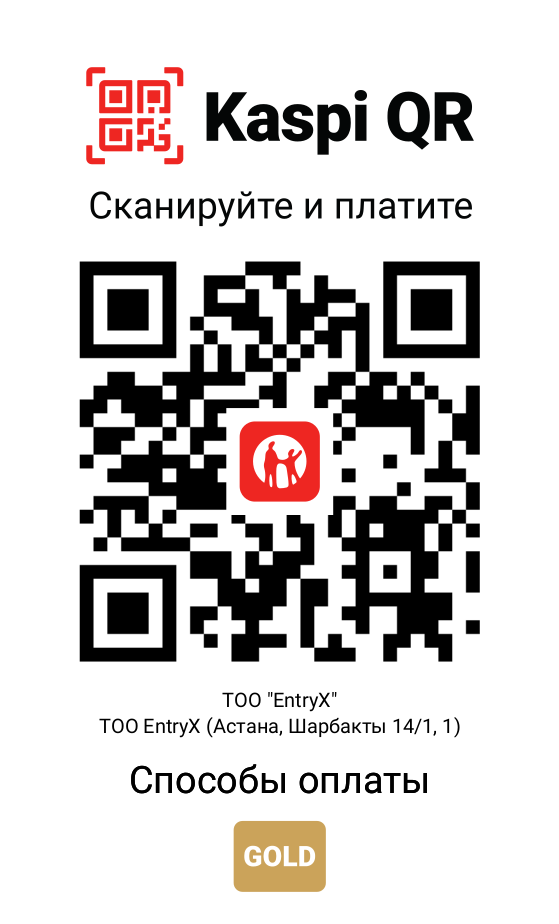 Kaspi QR
Сканируйте и платите
ТОО "EntryX"
ТОО EntryX (Астана, Шарбакты 14/1, 1)
Способы оплаты
GOLD